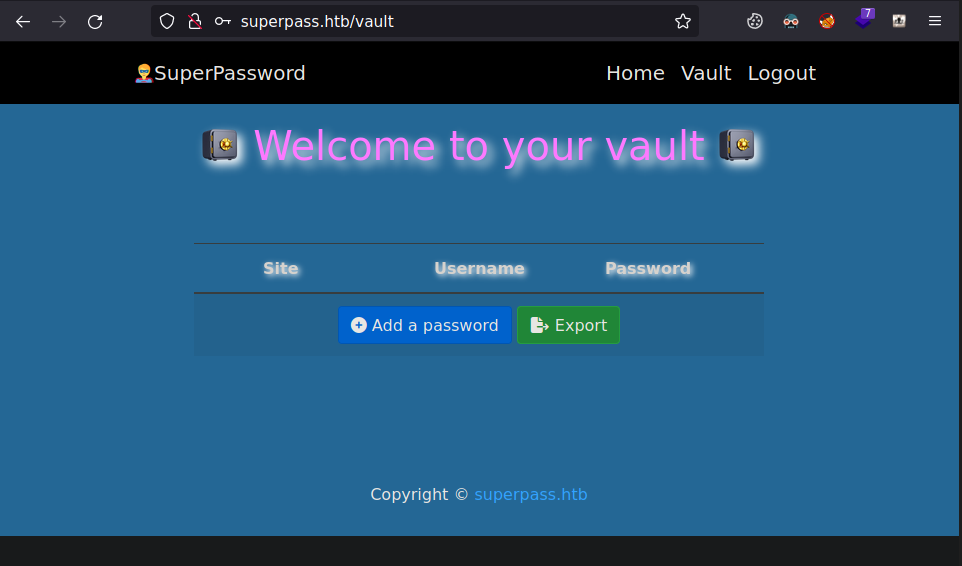 superpass.htb/vault
7
SuperPassword
Home Vault Logout
Welcome to your vault
Site Username Password
Add a password Export
Copyright © superpass.htb